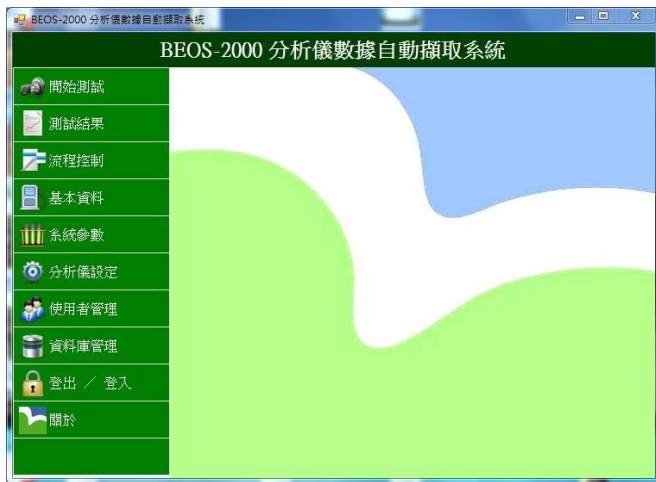 BEOS-2000 分析儀數據自動擷取系統
BEOS-2000 分析儀數據自動擷取系統
開始測試
測試結果
流程控制
基本資料
系統參數
分析儀設定
使用者管理
資料庫管理
登出 ／ 登入
關於